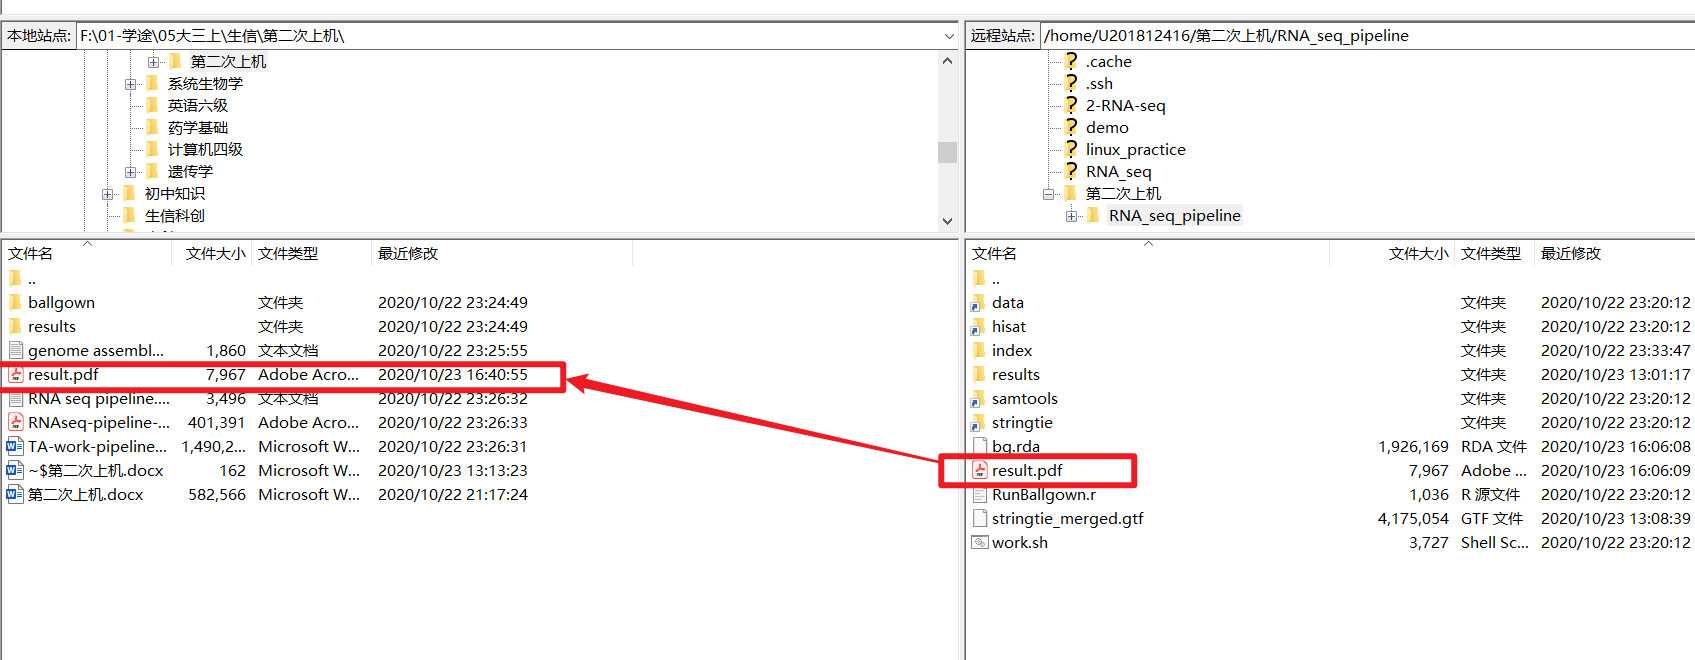 本地站点: F:\01-学途\05大三上\生信\第二次上机\
第二次上机
系统生物学
英语六级
药学基础
计算机四级
遗传学
初中知识
生信科创
文件名 文件大小 文件类型 最近修改
..
ballgown 文件夹 2020/10/22 23:24:49
results 文件夹 2020/10/22 23:24:49
genome assembl... 1,860 文本文档 2020/10/22 23:25:55
result.pdf 7,967 Adobe Acro... 2020/10/23 16:40:55
RNA seq pipeline.... 3,496 文本文档 2020/10/22 23:26:32
RNAseq-pipeline-... 401,391 Adobe Acro... 2020/10/22 23:26:33
TA-work-pipeline... 1,490,2... Microsoft W... 2020/10/22 23:26:31
~$第二次上机.docx 162 Microsoft W... 2020/10/23 13:13:23
第二次上机.docx 582,566 Microsoft W... 2020/10/22 21:17:24
远程站点: /home/U201812416/第二次上机/RNA_seq_pipeline
.cache
.ssh
2-RNA-seq
demo
linux_practice
RNA_seq
第二次上机
RNA_seq_pipeline
文件名 文件大小 文件类型 最近修改
..
data 文件夹 2020/10/22 23:20:12
hisat 文件夹 2020/10/22 23:20:12
index 文件夹 2020/10/22 23:33:47
results 文件夹 2020/10/23 13:01:17
samtools 文件夹 2020/10/22 23:20:12
stringtie 文件夹 2020/10/22 23:20:12
bg.rda 1,926,169 RDA 文件 2020/10/23 16:06:08
result.pdf 7,967 Adobe ... 2020/10/23 16:06:09
RunBallgown.r 1,036 R 源文件 2020/10/22 23:20:12
stringtie_merged.gtf 4,175,054 GTF 文件 2020/10/23 13:08:39
work.sh 3,727 Shell Sc... 2020/10/22 23:20:12